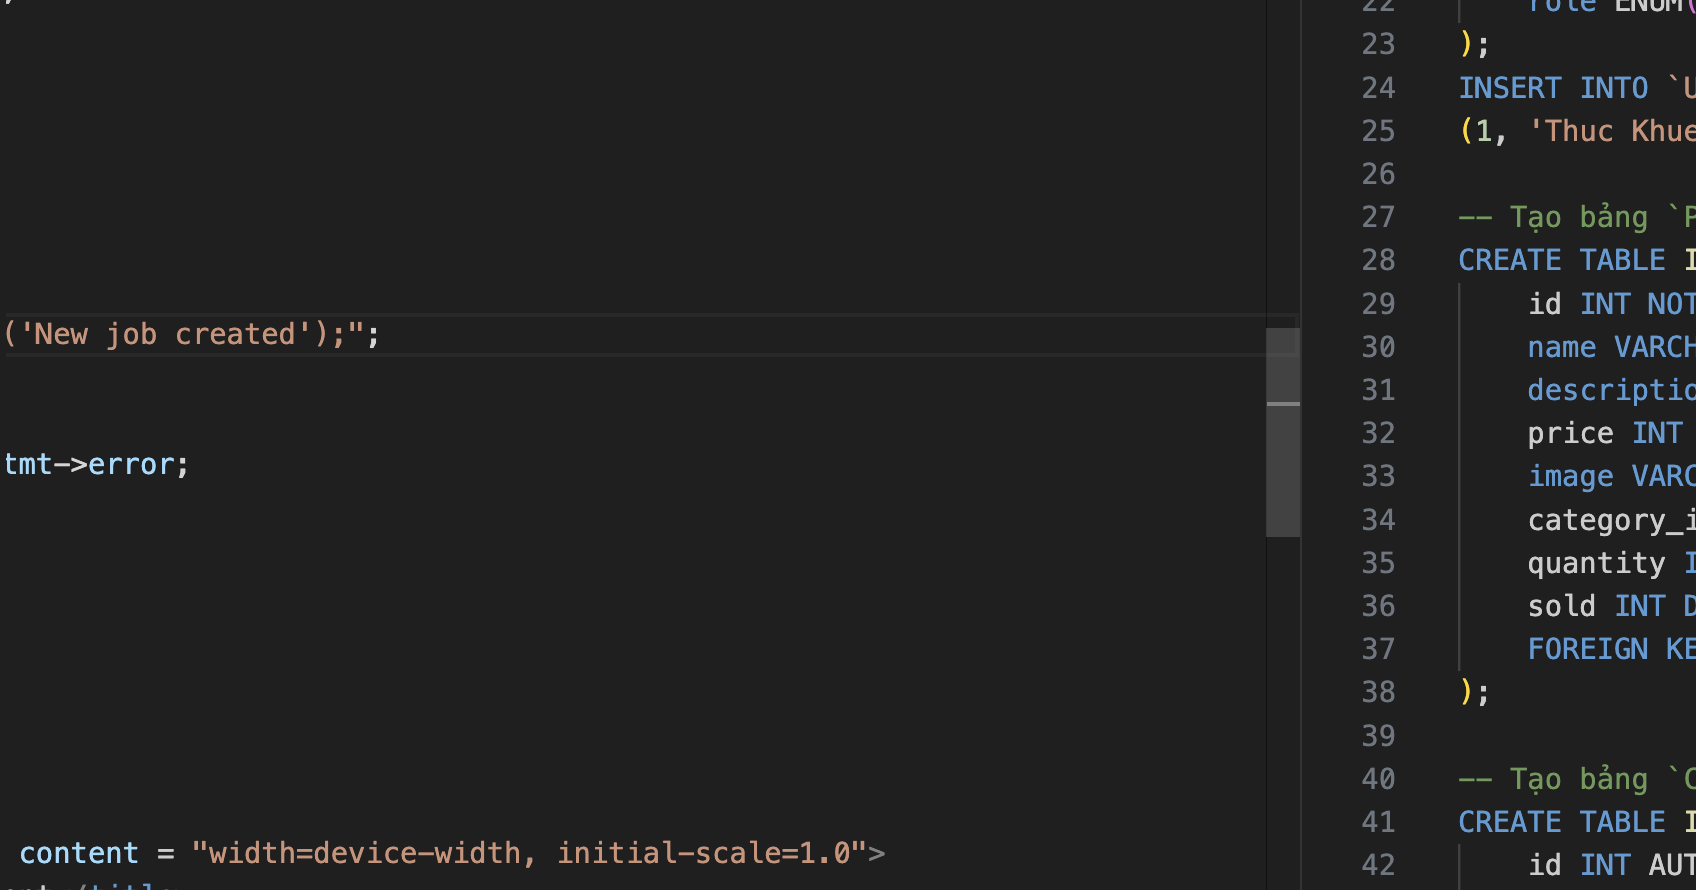 ('New job created');";
tmt->error;
content = "width=device-width, initial-scale=1.0">
22 role ENUM(
23 );
24 INSERT INTO `U
25 (1, 'Thuc Khue
26
27 -- Tạo bảng `P
28 CREATE TABLE I
29 id INT NOT
30 name VARCH
31 descriptio
32 price INT
33 image VARC
34 category_i
35 quantity I
36 sold INT D
37 FOREIGN KE
38 );
39
40 -- Tạo bảng `C
41 CREATE TABLE I
42 id INT AUT